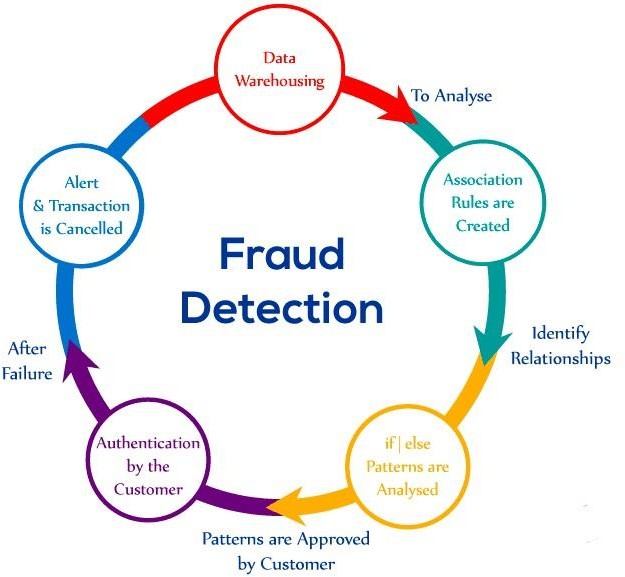 Data
Warehousing
To Analyse
Association
Rules are
Created
Identify
Relationships
if | else
Patterns are
Analysed
Patterns are Approved
by Customer
Authentication
by the
Customer
After
Failure
Alert
& Transaction
is Cancelled
Fraud
Detection